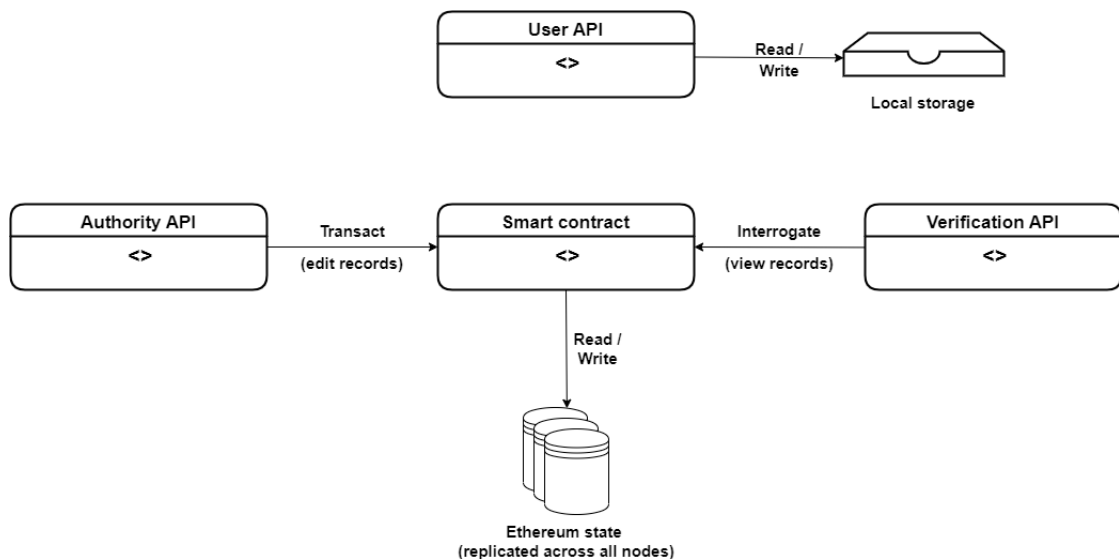 User API
<>
Read /
Write
Local storage
Authority API
<>
Transact
(edit records)
Smart contract
<>
Interrogate
(view records)
Verification API
<>
Read /
Write
Ethereum state
(replicated across all nodes)